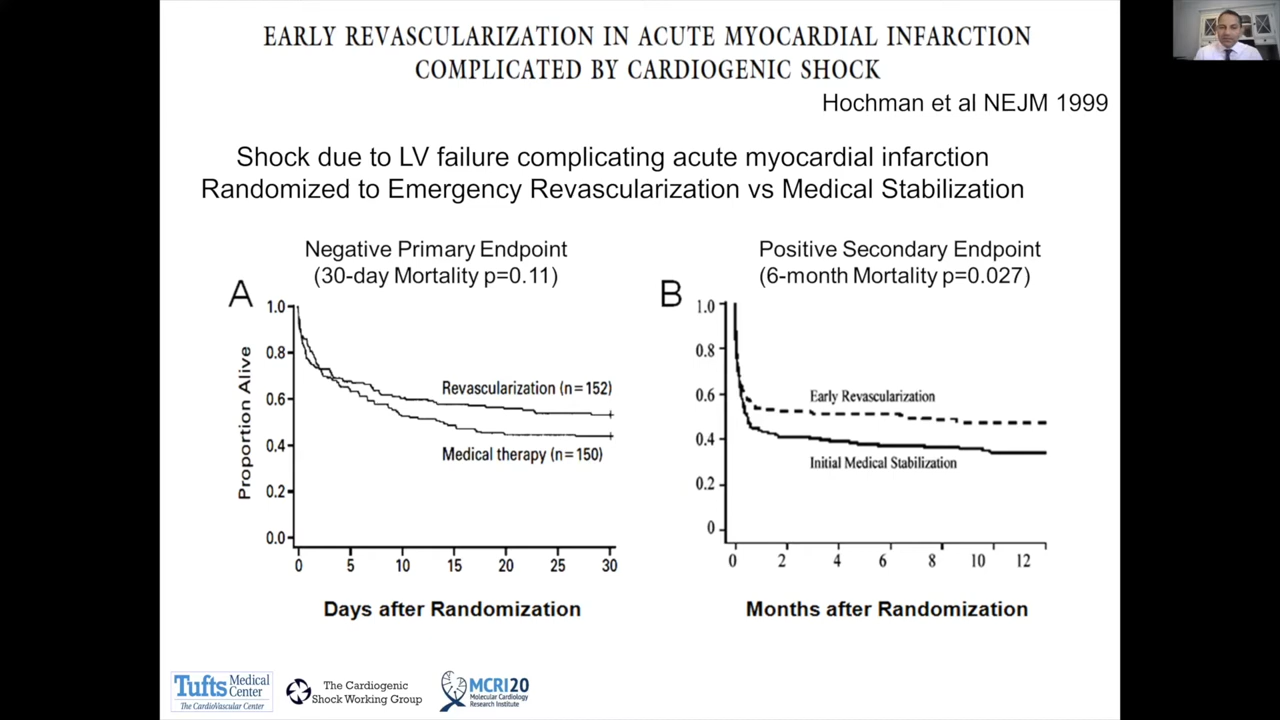 EARLY REVASCULARIZATION IN ACUTE MYOCARDIAL INFARCTION
COMPLICATED BY CARDIOGENIC SHOCK
Hochman et al NEJM 1999
Shock due to LV failure complicating acute myocardial infarction
Randomized to Emergency Revascularization vs Medical Stabilization
Negative Primary Endpoint
(30-day Mortality p=0.11)
A
Proportion Alive
1.0
0.8
0.6
0.4
0.2
0.0
Revascularization (n=152)
Medical therapy (n=150)
0 5 10 15 20 25 30
Days after Randomization
Positive Secondary Endpoint
(6-month Mortality p=0.027)
B
1.0
0.8
0.6
0.4
0.2
0
Early Revascularization
Initial Medical Stabilization
0 2 4 6 8 10 12
Months after Randomization
Tufts Medical
Center
The CardioVascular Center
The Cardiogenic
Shock Working Group
MCRI20
Molecular Cardiology
Research Institute